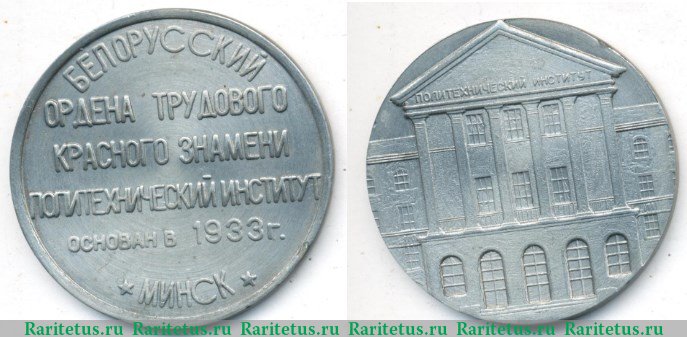 БЕЛОРУССКИЙ
ОРДЕНА ТРУДОВОГО
КРАСНОГО ЗНАМЕНИ
ПОЛИТЕХНИЧЕСКИЙ ИНСТИТУТ
ОСНОВАН В 1933 г.
★ МИНСК ★
ПОЛИТЕХНИЧЕСКИЙ ИНСТИТУТ
Raritetus.ru Raritetus.ru Raritetus.ru Raritetus.ru Raritetus.ru Raritetus.ru